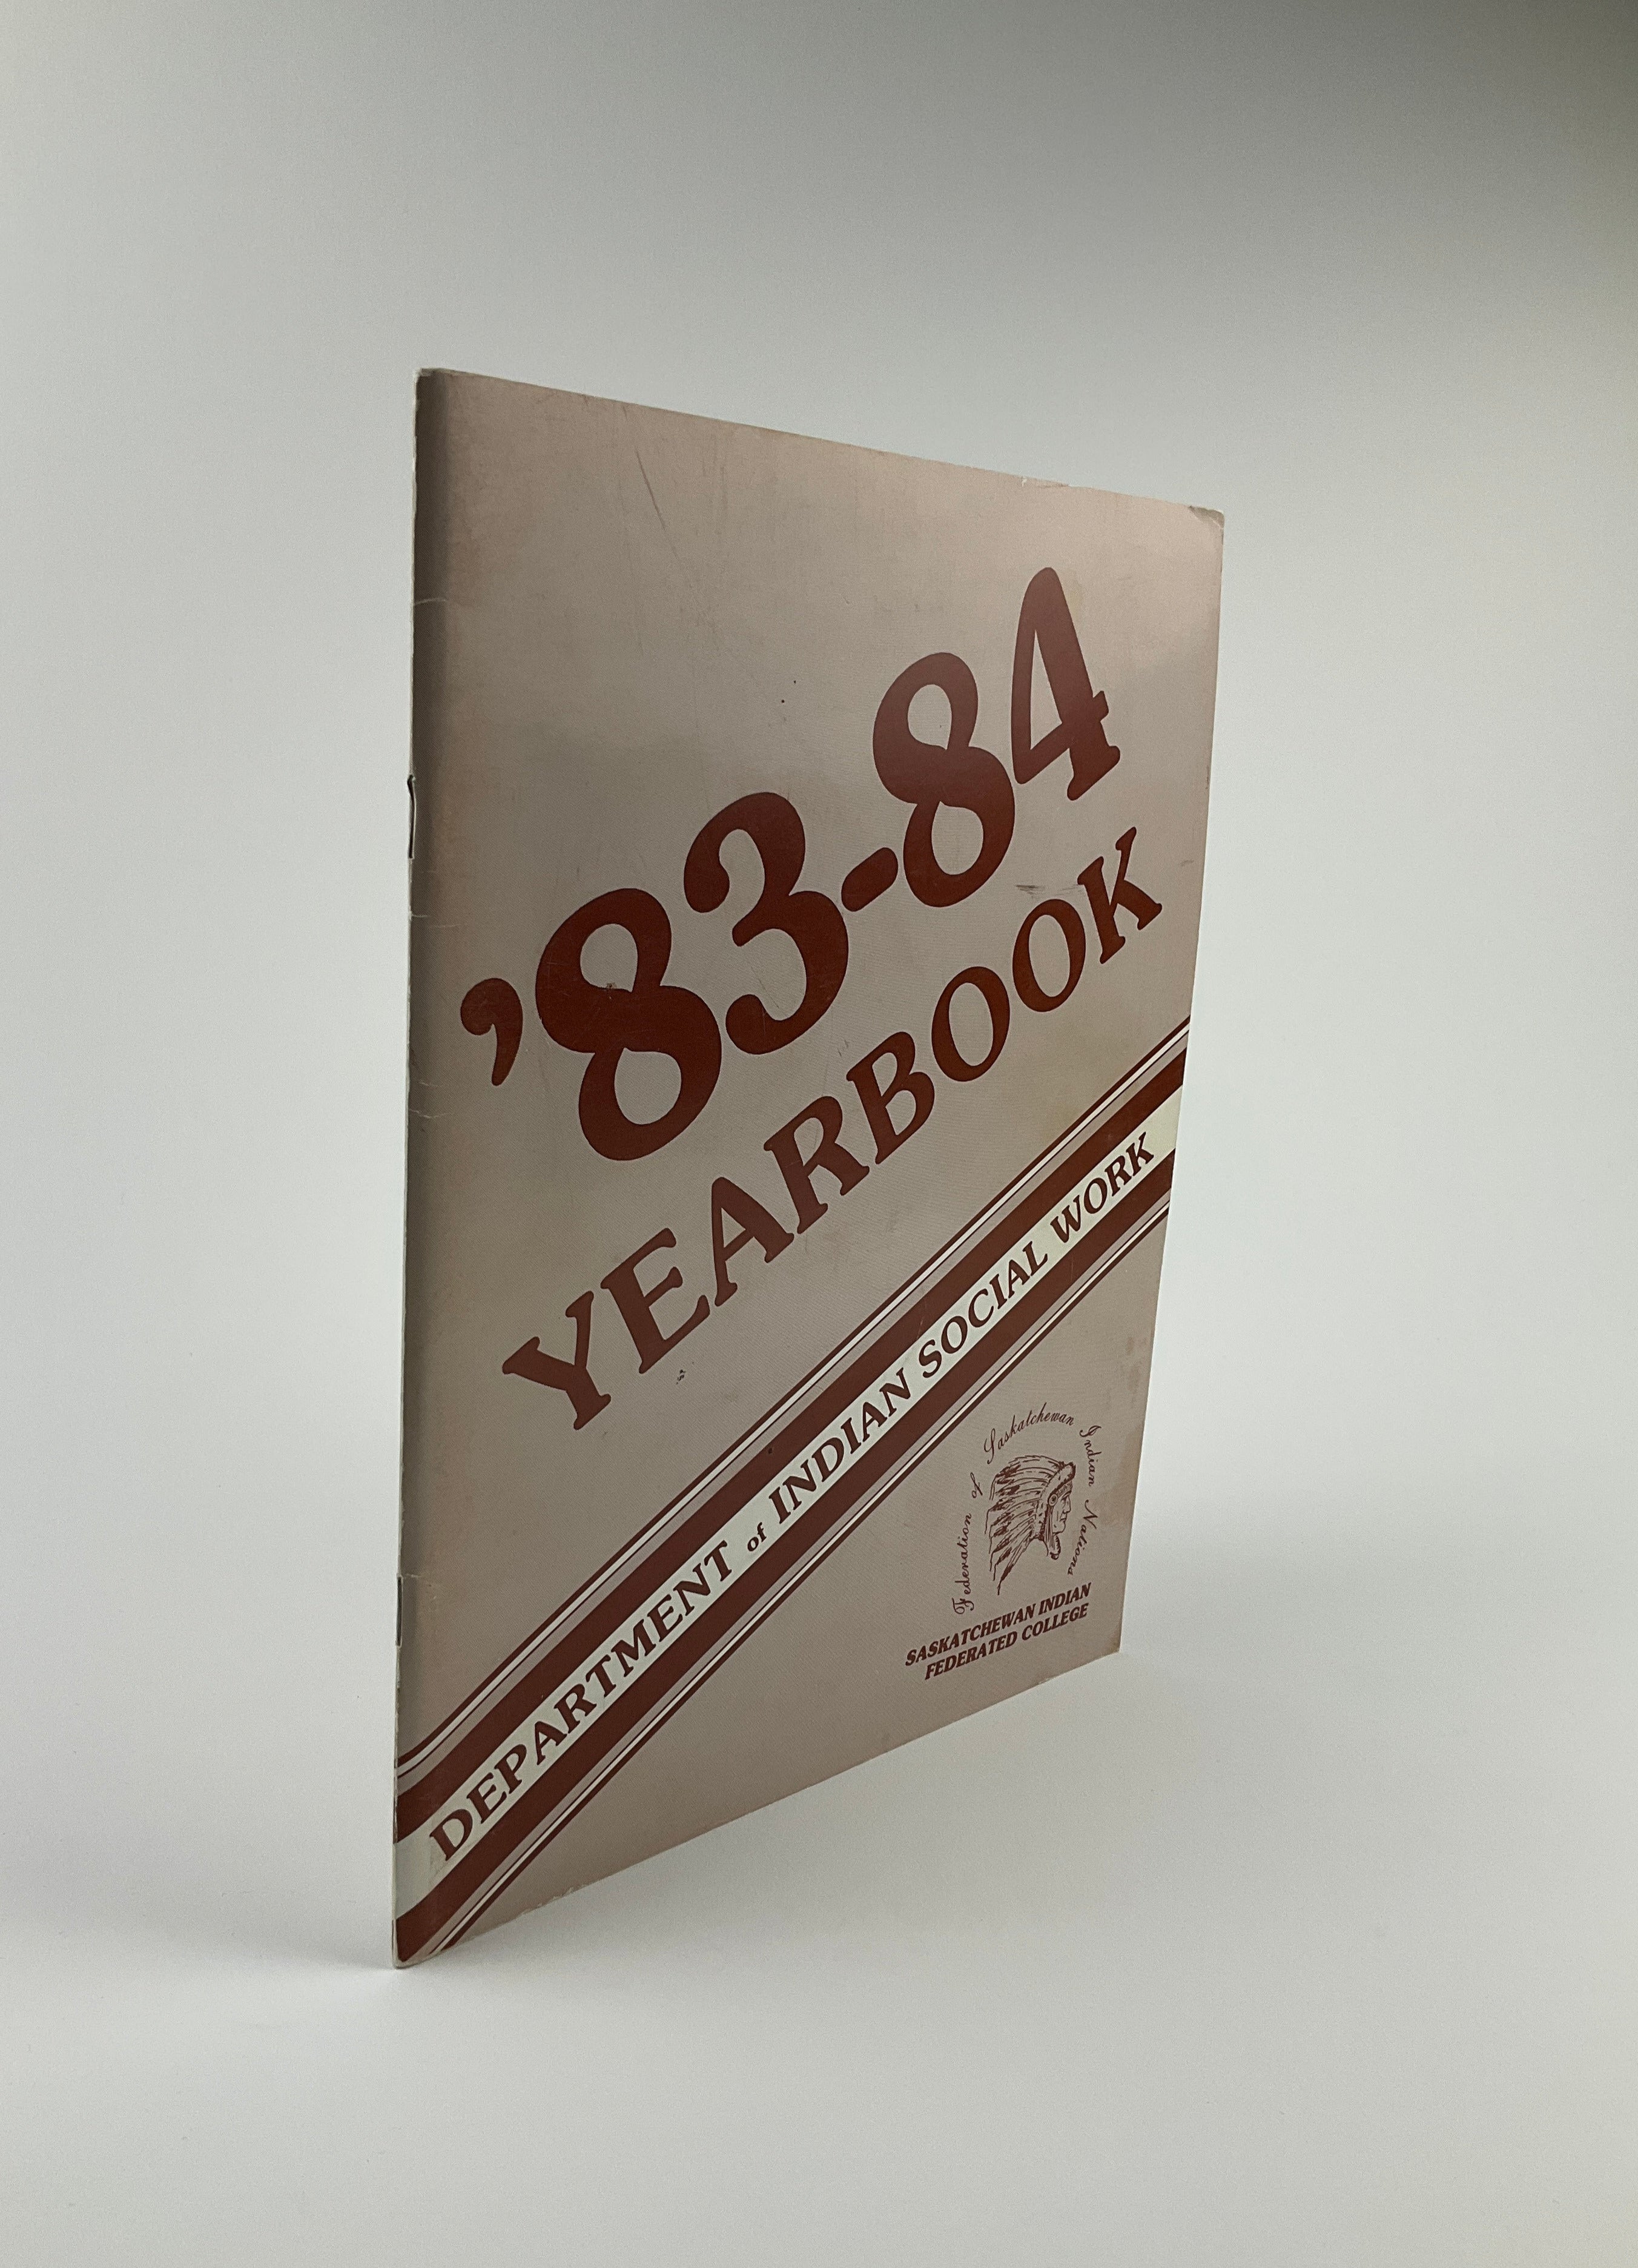 '83-84
YEARBOOK
DEPARTMENT of INDIAN SOCIAL WORK
Federation of Saskatchewan Indian Nations
SASKATCHEWAN INDIAN
FEDERATED COLLEGE